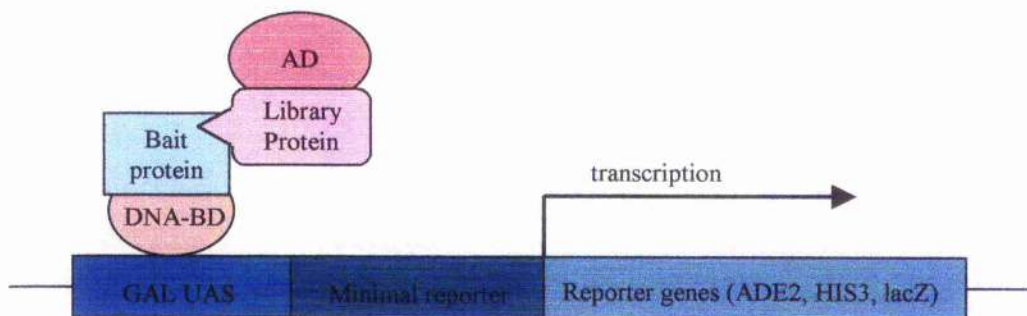 AD
Library
Protein
Bait
protein
DNA-BD
transcription
GAL UAS
Minimal reporter
Reporter genes (ADE2, HIS3, lacZ)